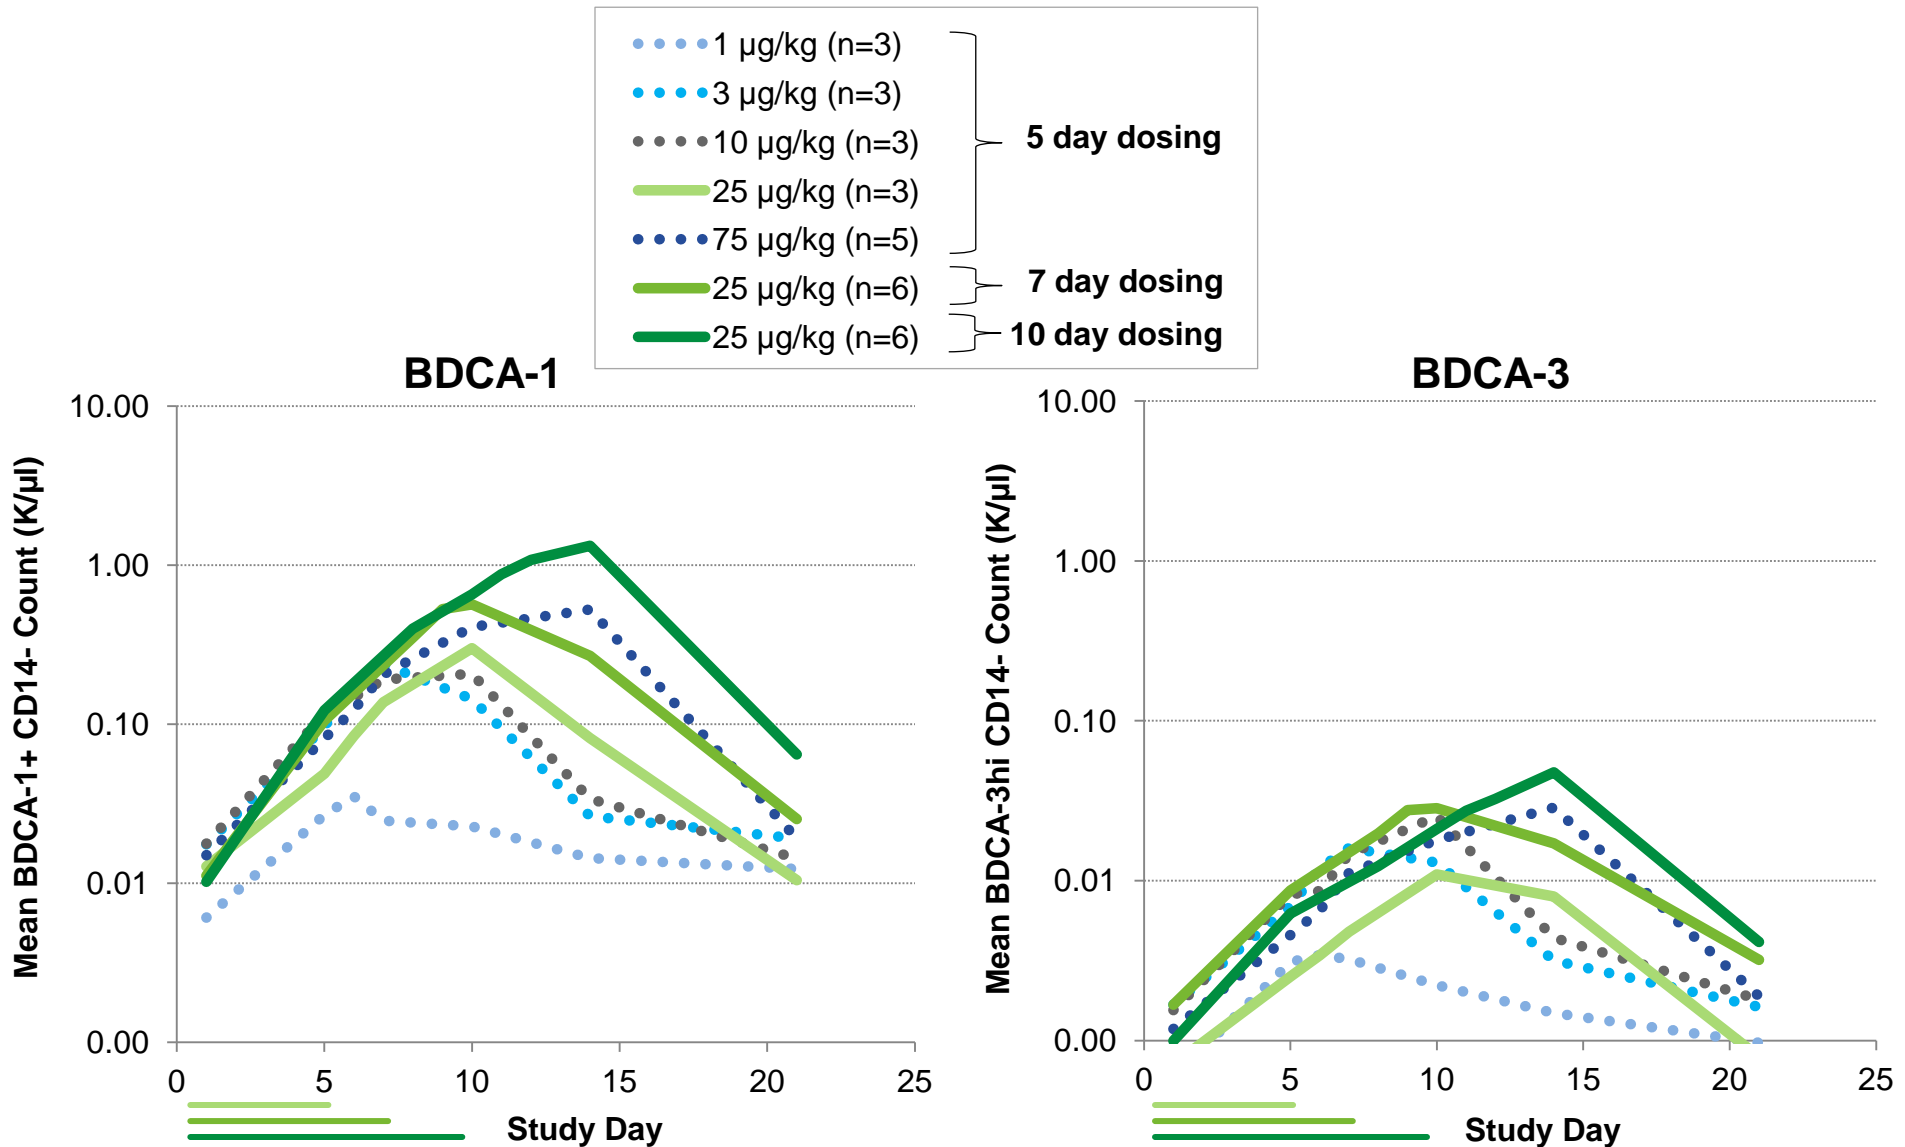 1 µg/kg (n=3)
3 µg/kg (n=3)
10 µg/kg (n=3)
25 µg/kg (n=3)
75 µg/kg (n=5)
5 day dosing
25 µg/kg (n=6)
7 day dosing
25 µg/kg (n=6)
10 day dosing
BDCA-1
Mean BDCA-1+ CD14- Count (K/µl)
10.00
1.00
0.10
0.01
0.00
0 5 10 15 20 25
Study Day
BDCA-3
Mean BDCA-3hi CD14- Count (K/µl)
10.00
1.00
0.10
0.01
0.00
0 5 10 15 20 25
Study Day